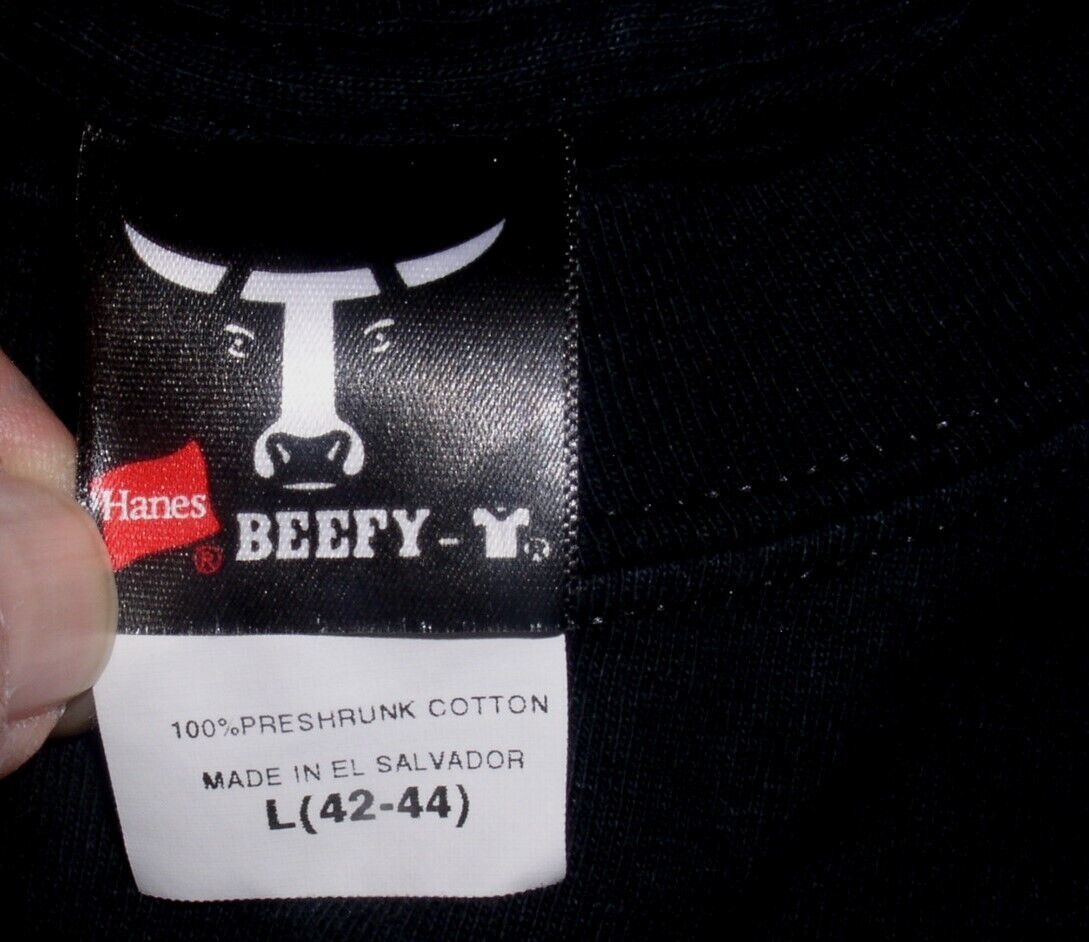 Hanes®
BEEFY-®
100%PRESHRUNK COTTON
MADE IN EL SALVADOR
L(42-44)